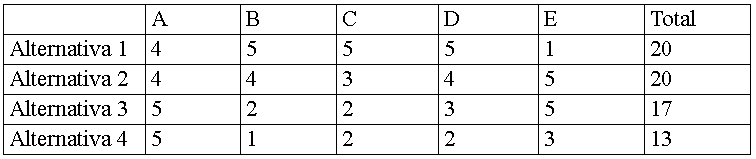 A B C D E Total
Alternativa 1 4 5 5 5 1 20
Alternativa 2 4 4 3 4 5 20
Alternativa 3 5 2 2 3 5 17
Alternativa 4 5 1 2 2 3 13